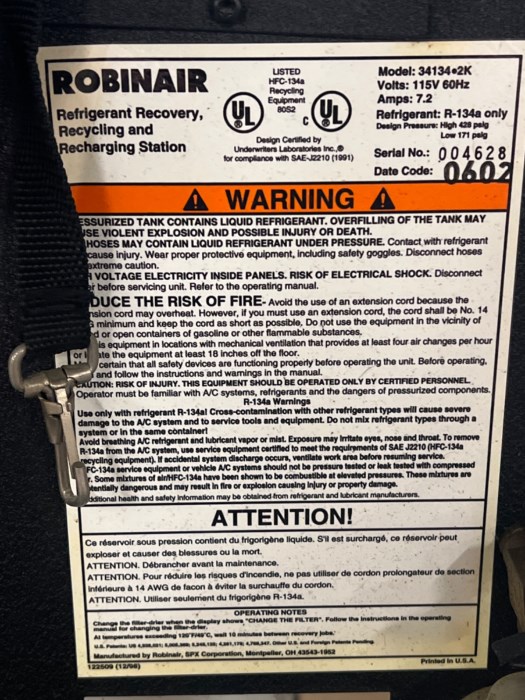 ROBINAIR
Refrigerant Recovery,
Recycling and
Recharging Station
LISTED
HFC-134a
Recycling
Equipment
80S2
UL
c UL
Design Certified by
Underwriters Laboratories Inc.®
for compliance with SAE-J2210 (1991)
Model: 34134•2K
Volts: 115V 60Hz
Amps: 7.2
Refrigerant: R-134a only
Design Pressure: High 428 psig
Low 171 psig
Serial No.: 004628
Date Code: 0602
WARNING
ESSURIZED TANK CONTAINS LIQUID REFRIGERANT. OVERFILLING OF THE TANK MAY
USE VIOLENT EXPLOSION AND POSSIBLE INJURY OR DEATH.
HOSES MAY CONTAIN LIQUID REFRIGERANT UNDER PRESSURE. Contact with refrigerant
cause injury. Wear proper protective equipment, including safety goggles. Disconnect hoses
extreme caution.
H VOLTAGE ELECTRICITY INSIDE PANELS. RISK OF ELECTRICAL SHOCK. Disconnect
before servicing unit. Refer to the operating manual.
DUCE THE RISK OF FIRE- Avoid the use of an extension cord because the
nsion cord may overheat. However, if you must use an extension cord, the cord shall be No. 14
G minimum and keep the cord as short as possible. Do not use the equipment in the vicinity of
d or open containers of gasoline or other flammable substances.
is equipment in locations with mechanical ventilation that provides at least four air changes per hour
or l ate the equipment at least 18 inches off the floor.
certain that all safety devices are functioning properly before operating the unit. Before operating,
and follow the instructions and warnings in the manual.
CAUTION: RISK OF INJURY. THIS EQUIPMENT SHOULD BE OPERATED ONLY BY CERTIFIED PERSONNEL.
Operator must be familiar with A/C systems, refrigerants and the dangers of pressurized components.
R-134a Warnings
Use only with refrigerant R-134a! Cross-contamination with other refrigerant types will cause severe
damage to the A/C system and to service tools and equipment. Do not mix refrigerant types through a
system or in the same container!
Avoid breathing A/C refrigerant and lubricant vapor or mist. Exposure may irritate eyes, nose and throat. To remove
R-134a from the A/C system, use service equipment certified to meet the requirements of SAE J2210 (HFC-134a
recycling equipment). If accidental system discharge occurs, ventilate work area before resuming service.
FC-134a service equipment or vehicle A/C systems should not be pressure tested or leak tested with compressed
r. Some mixtures of air/HFC-134a have been shown to be combustible at elevated pressures. These mixtures are
tentially dangerous and may result in fire or explosion causing injury or property damage.
dditional health and safety information may be obtained from refrigerant and lubricant manufacturers.
ATTENTION!
Ce réservoir sous pression contient du frigorigène liquide. S'il est surchargé, ce réservoir peut
exploser et causer des blessures ou la mort.
ATTENTION. Débrancher avant la maintenance.
ATTENTION. Pour réduire les risques d'incendie, ne pas utiliser de cordon prolongateur de section
inférieure à 14 AWG de facon à éviter la surchauffe du cordon.
ATTENTION. Utiliser seulement du frigorigène R-134a.
OPERATING NOTES
Change the filter-drier when the display shows "CHANGE THE FILTER". Follow the instructions in the operating
manual for changing the filter-drier.
At temperatures exceeding 120°F/49°C, wait 10 minutes between recovery jobs.
Manufactured by Robinair, SPX Corporation, Montpelier, OH 43543-1952
122509 (12/98)
Printed in U.S.A.